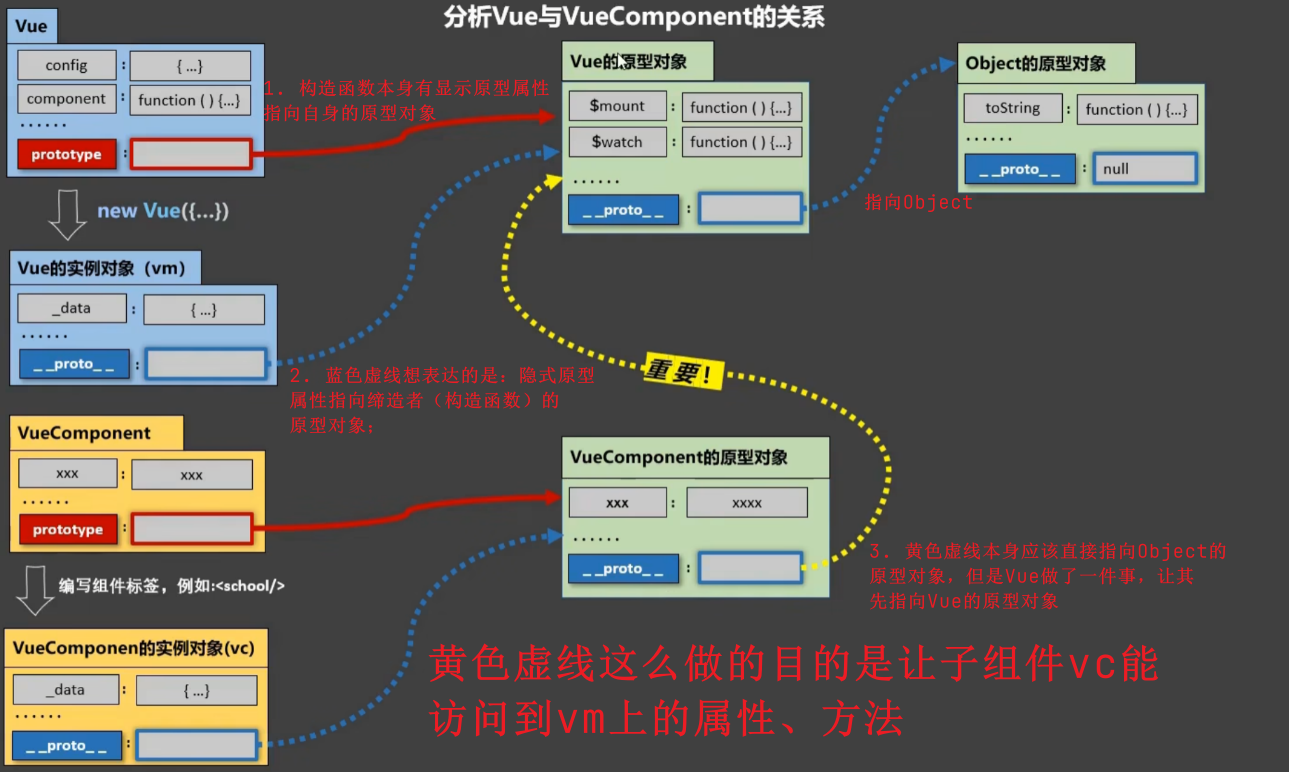 分析Vue与VueComponent的关系
Vue
config : {...}
component : function ( ) {...}
......
prototype :
1. 构造函数本身有显示原型属性
指向自身的原型对象
Vue的原型对象
$mount : function ( ) {...}
$watch : function ( ) {...}
......
__proto__ :
Object的原型对象
toString : function ( ) {...}
......
__proto__ : null
指向Object
new Vue({...})
Vue的实例对象（vm）
_data : {...}
......
__proto__ :
2. 蓝色虚线想表达的是：隐式原型
属性指向缔造者（构造函数）的
原型对象；
重要！
VueComponent
xxx : xxx
......
prototype :
VueComponent的原型对象
xxx : xxxx
......
__proto__ :
3. 黄色虚线本身应该直接指向Object的
原型对象，但是Vue做了一件事，让其
先指向Vue的原型对象
编写组件标签，例如:<school/>
VueComponen的实例对象(vc)
_data : {...}
......
__proto__ :
黄色虚线这么做的目的是让子组件vc能
访问到vm上的属性、方法